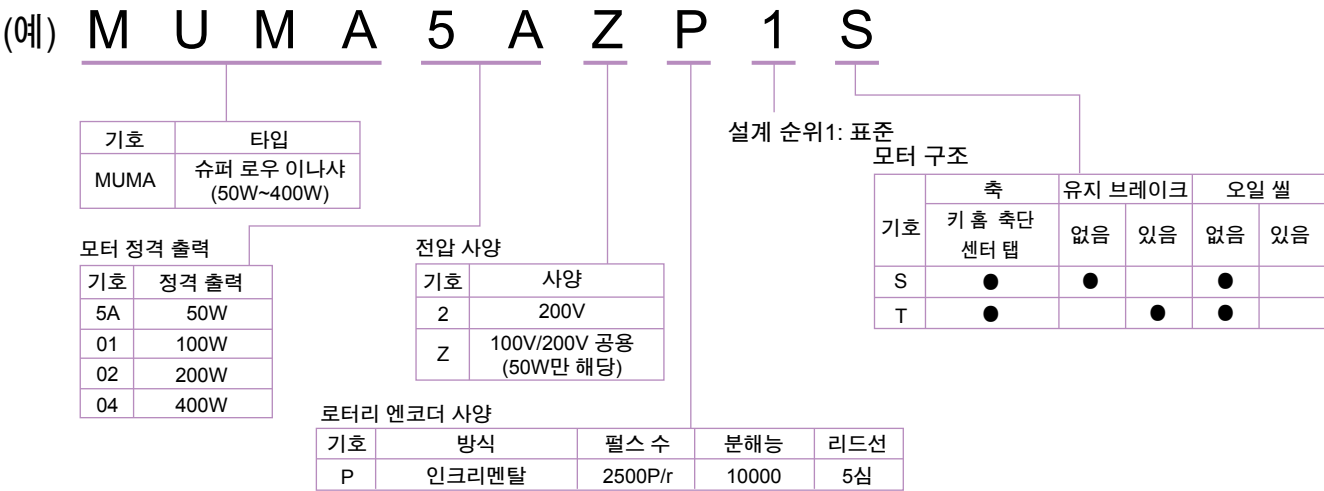 (예) M U M A 5 A Z P 1 S
기호 타입
MUMA 슈퍼 로우 이나샤
(50W~400W)
설계 순위1: 표준
모터 구조
기호 축 유지 브레이크 오일 씰
키 홈 축단
센터 탭 없음 있음 없음 있음
S ● ● ●
T ● ● ●
모터 정격 출력
기호 정격 출력
5A 50W
01 100W
02 200W
04 400W
전압 사양
기호 사양
2 200V
Z 100V/200V 공용
(50W만 해당)
로터리 엔코더 사양
기호 방식 펄스 수 분해능 리드선
P 인크리멘탈 2500P/r 10000 5심